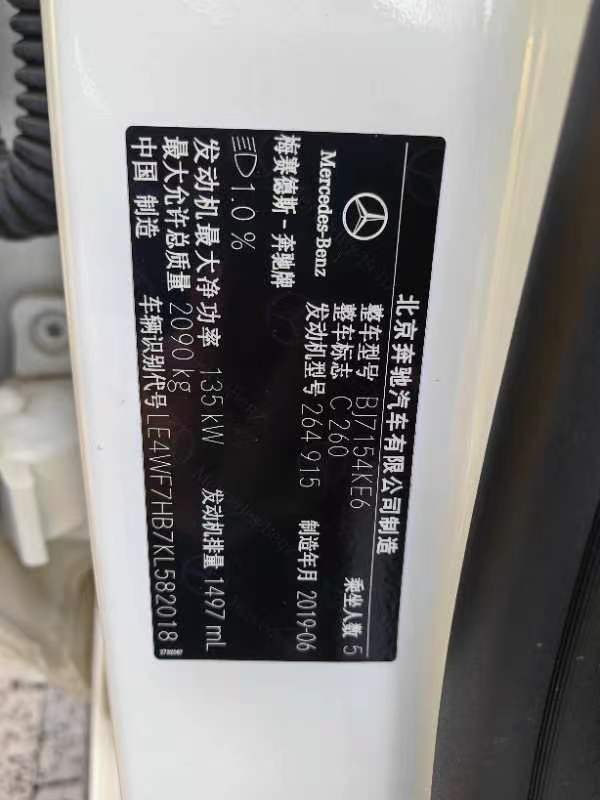 北京奔驰汽车有限公司制造
Mercedes-Benz
整车型号 BJ7154KE6 乘坐人数 5
整车标志 C 260
梅赛德斯-奔驰牌 发动机型号 264 915 制造年月 2019-06
1.0 %
发动机最大净功率 135 kW 发动机排量 1497 mL
最大允许总质量 2090 kg
中国 制造 车辆识别代号 LE4WF7HB7KL582018